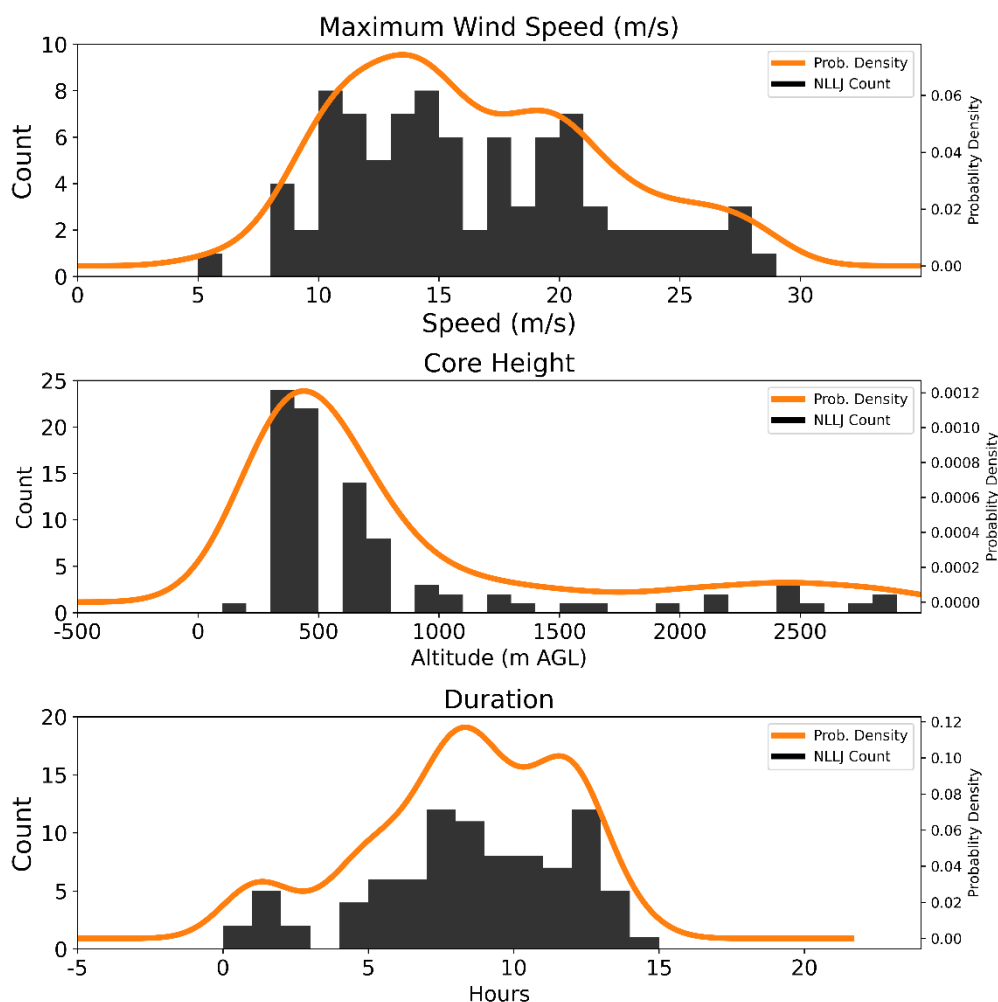 Maximum Wind Speed (m/s)
10
8
6
4
2
0
Count
0 5 10 15 20 25 30
Speed (m/s)
0.06
0.04
0.02
0.00
Probablity Density
Prob. Density
NLLJ Count
Core Height
25
20
15
10
5
0
Count
-500 0 500 1000 1500 2000 2500
Altitude (m AGL)
0.0012
0.0010
0.0008
0.0006
0.0004
0.0002
0.0000
Probablity Density
Prob. Density
NLLJ Count
Duration
20
15
10
5
0
Count
-5 0 5 10 15 20
Hours
0.12
0.10
0.08
0.06
0.04
0.02
0.00
Probablity Density
Prob. Density
NLLJ Count